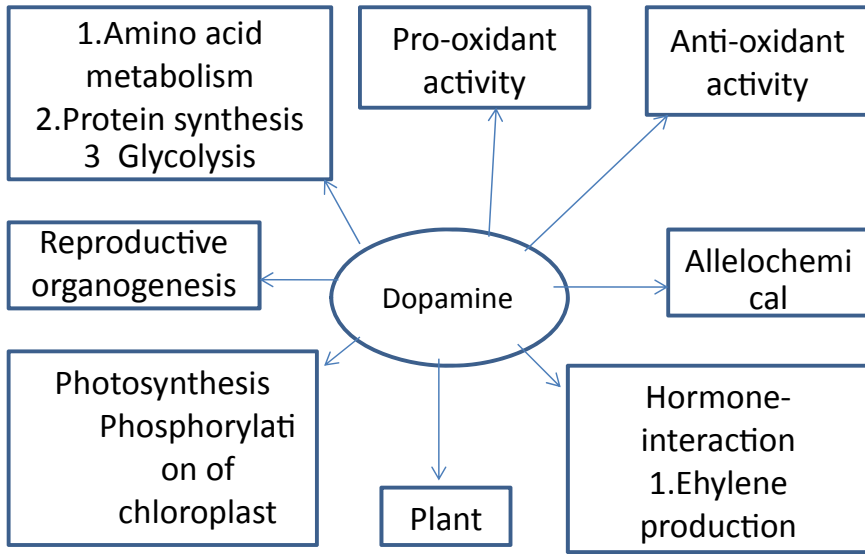 1.Amino acid
metabolism
2.Protein synthesis
3 Glycolysis
Pro-oxidant
activity
Anti-oxidant
activity
Reproductive
organogenesis
Dopamine
Allelochemi
cal
Photosynthesis
Phosphorylati
on of
chloroplast
Plant
Hormone-
interaction
1.Ehylene
production